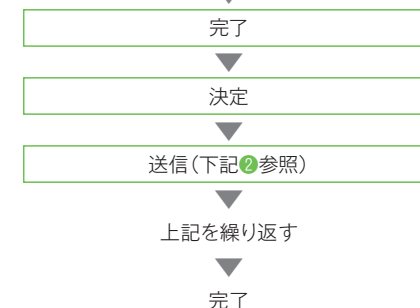 完了
決定
送信（下記❷参照）
上記を繰り返す
完了